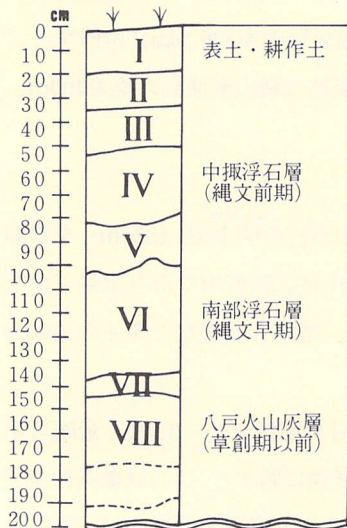 cm
0
10
20
30
40
50
60
70
80
90
100
110
120
130
140
150
160
170
180
190
200
I
II
III
IV
V
VI
VII
VIII
表土・耕作土
中掫浮石層
(縄文前期)
南部浮石層
(縄文早期)
八戸火山灰層
(草創期以前)